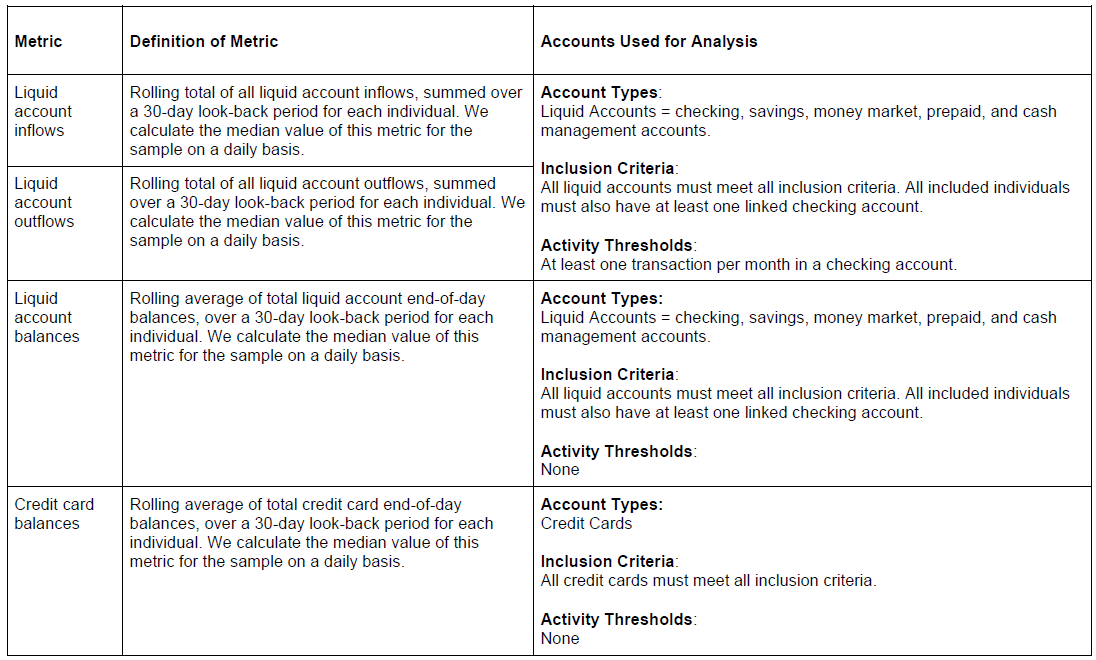 Metric
Definition of Metric
Accounts Used for Analysis
Liquid
account
inflows
Rolling total of all liquid account inflows, summed over
a 30-day look-back period for each individual. We
calculate the median value of this metric for the
sample on a daily basis.
Account Types:
Liquid Accounts = checking, savings, money market, prepaid, and cash
management accounts.
Inclusion Criteria:
All liquid accounts must meet all inclusion criteria. All included individuals
must also have at least one linked checking account.
Activity Thresholds:
At least one transaction per month in a checking account.
Liquid
account
outflows
Rolling total of all liquid account outflows, summed
over a 30-day look-back period for each individual. We
calculate the median value of this metric for the
sample on a daily basis.
Liquid
account
balances
Rolling average of total liquid account end-of-day
balances, over a 30-day look-back period for each
individual. We calculate the median value of this
metric for the sample on a daily basis.
Account Types:
Liquid Accounts = checking, savings, money market, prepaid, and cash
management accounts.
Inclusion Criteria:
All liquid accounts must meet all inclusion criteria. All included individuals
must also have at least one linked checking account.
Activity Thresholds:
None
Credit card
balances
Rolling average of total credit card end-of-day
balances, over a 30-day look-back period for each
individual. We calculate the median value of this
metric for the sample on a daily basis.
Account Types:
Credit Cards
Inclusion Criteria:
All credit cards must meet all inclusion criteria.
Activity Thresholds:
None